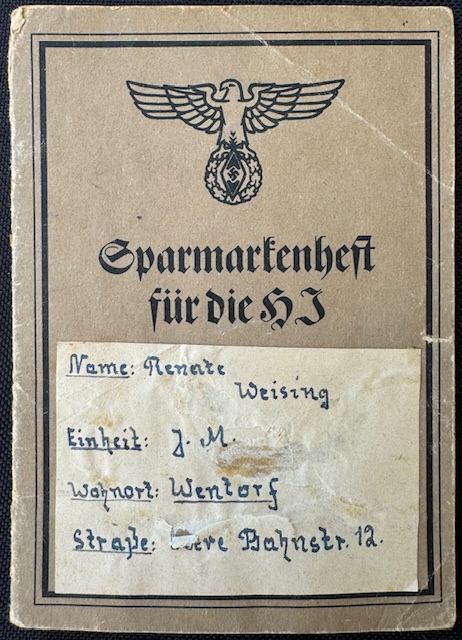 Sparmarkenheft
für die HJ
Name: Renate
Weising
Einheit: J. M.
Wohnort: Wentorf
Straße: Bahnstr. 12.